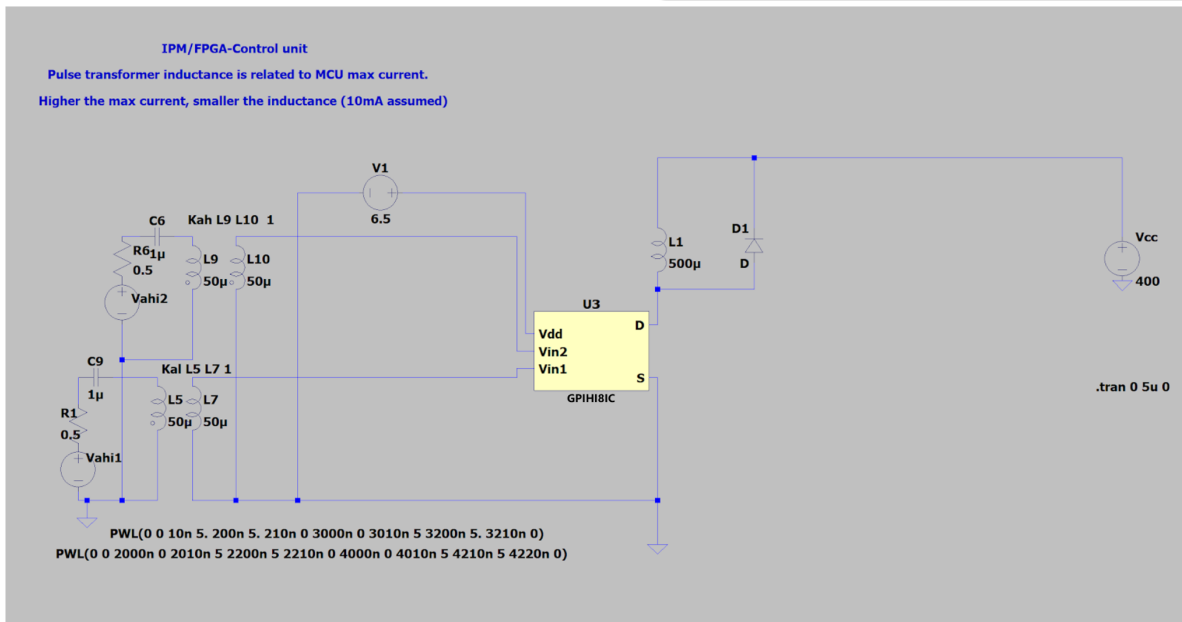 IPM/FPGA-Control unit
Pulse transformer inductance is related to MCU max current.
Higher the max current, smaller the inductance (10mA assumed)
V1
6.5
C6
1µ
Kah L9 L10 1
R6
0.5
L9
50µ
L10
50µ
Vahi2
L1
500µ
D1
D
Vcc
400
U3
Vdd
Vin2
Vin1
D
S
GPIHI8IC
C9
1µ
Kal L5 L7 1
L5
50µ
L7
50µ
R1
0.5
Vahi1
.tran 0 5u 0
PWL(0 0 10n 5. 200n 5. 210n 0 3000n 0 3010n 5 3200n 5. 3210n 0)
PWL(0 0 2000n 0 2010n 5 2200n 5 2210n 0 4000n 0 4010n 5 4210n 5 4220n 0)